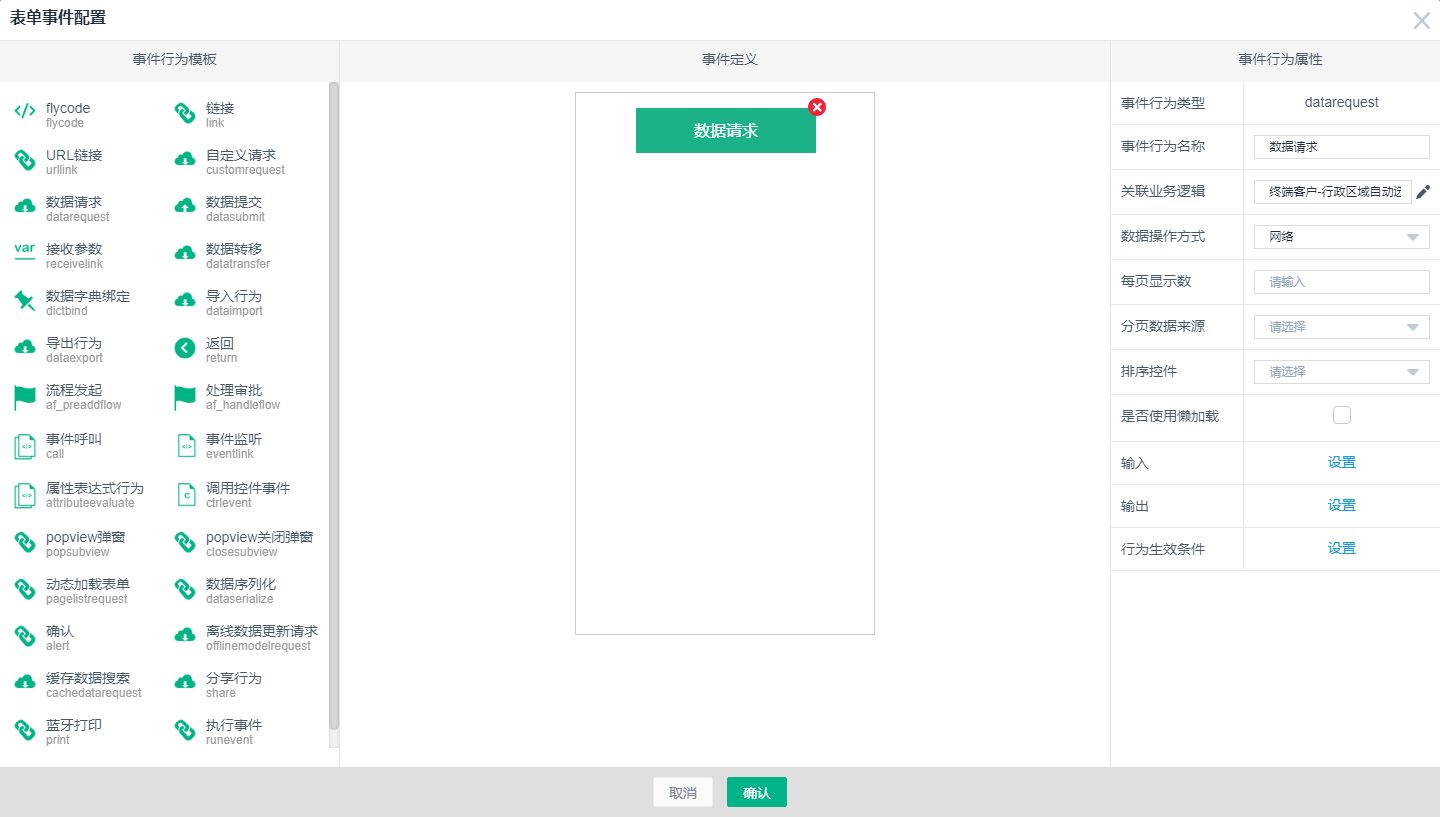 表单事件配置
事件行为模板
事件定义
事件行为属性
flycode
flycode
链接
link
URL链接
urllink
自定义请求
customrequest
数据请求
datarequest
数据提交
datasubmit
var
接收参数
receivelink
数据转移
datatransfer
数据字典绑定
dictbind
导入行为
dataimport
导出行为
dataexport
返回
return
流程发起
af_preaddflow
处理审批
af_handleflow
事件呼叫
call
事件监听
eventlink
属性表达式行为
attributeevaluate
C
调用控件事件
ctrlevent
popview弹窗
popsubview
popview关闭弹窗
closesubview
动态加载表单
pagelistrequest
数据序列化
dataserialize
确认
alert
离线数据更新请求
offlinemodelrequest
缓存数据搜索
cachedatarequest
分享行为
share
蓝牙打印
print
执行事件
runevent
数据请求
事件行为类型
datarequest
事件行为名称
数据请求
关联业务逻辑
终端客户-行政区域自动
数据操作方式
网络
每页显示数
请输入
分页数据来源
请选择
排序控件
请选择
是否使用懒加载
输入
设置
输出
设置
行为生效条件
设置
取消
确认